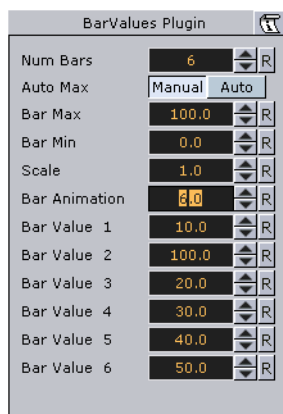 BarValues Plugin
Num Bars 6 R
Auto Max Manual Auto
Bar Max 100.0 R
Bar Min 0.0 R
Scale 1.0 R
Bar Animation 6.0 R
Bar Value 1 10.0 R
Bar Value 2 100.0 R
Bar Value 3 20.0 R
Bar Value 4 30.0 R
Bar Value 5 40.0 R
Bar Value 6 50.0 R